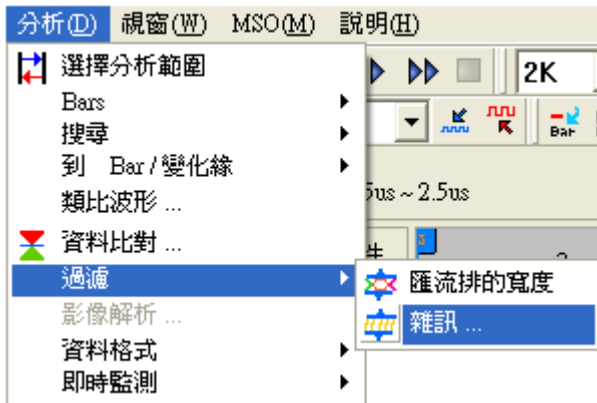 分析(D) 視窗(W) MSO(M) 說明(H)
選擇分析範圍
2K
Bars
搜尋
Bar
到 Bar / 變化緣
類比波形 ...
5us ~ 2.5us
資料比對 ...
過濾
匯流排的寬度
影像解析 ...
雜訊 ...
資料格式
即時監測